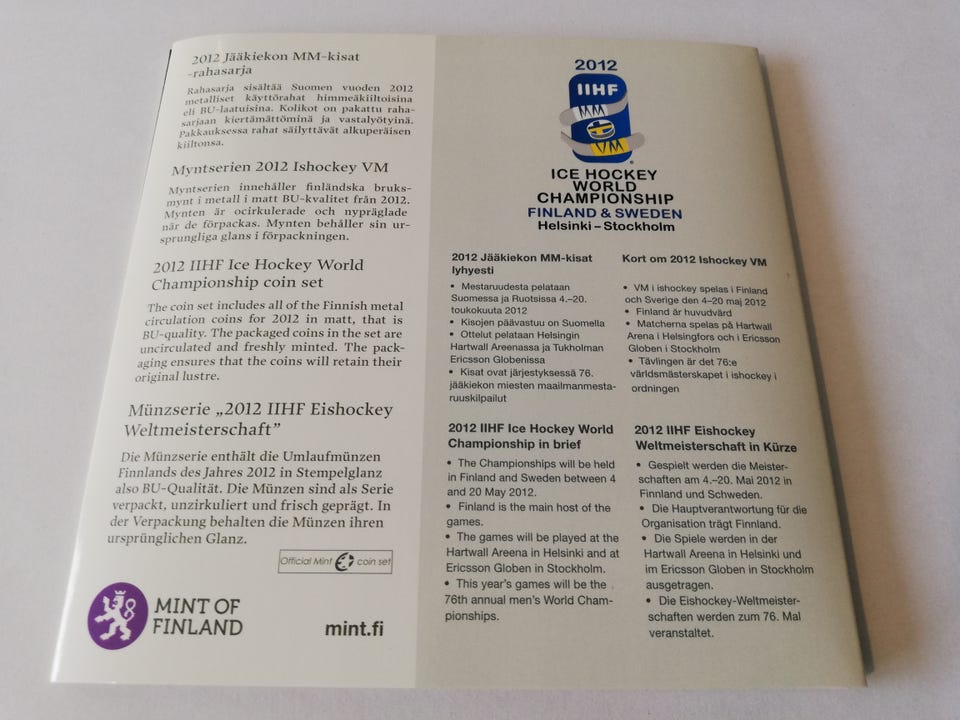 2012 Jääkiekon MM-kisat
-rahasarja
Rahasarja sisältää Suomen vuoden 2012
metalliset käyttörahat himmeäkiiltoisina
eli BU-laatuisina. Kolikot on pakattu raha-
sarjaan kiertämättöminä ja vastalyötyinä.
Pakkauksessa rahat säilyttävät alkuperäisen
kiiltonsa.
Myntserien 2012 Ishockey VM
Myntserien innehåller finländska bruks-
mynt i metall i matt BU-kvalitet från 2012.
Mynten är ocirkulerade och nypräglade
när de förpackas. Mynten behåller sin ur-
sprungliga glans i förpackningen.
2012 IIHF Ice Hockey World
Championship coin set
The coin set includes all of the Finnish metal
circulation coins for 2012 in matt, that is
BU-quality. The packaged coins in the set are
uncirculated and freshly minted. The pack-
aging ensures that the coins will retain their
original lustre.
Münzserie „2012 IIHF Eishockey
Weltmeisterschaft”
Die Münzserie enthält die Umlaufmünzen
Finnlands des Jahres 2012 in Stempelglanz
also BU-Qualität. Die Münzen sind als Serie
verpackt, unzirkuliert und frisch geprägt. In
der Verpackung behalten die Münzen ihren
ursprünglichen Glanz.
Official Mint coin set
MINT OF
FINLAND
mint.fi
2012
IIHF
MM
VM
ICE HOCKEY
WORLD
CHAMPIONSHIP
FINLAND & SWEDEN
Helsinki – Stockholm
2012 Jääkiekon MM-kisat
lyhyesti
• Mestaruudesta pelataan
Suomessa ja Ruotsissa 4.–20.
toukokuuta 2012
• Kisojen päävastuu on Suomella
• Ottelut pelataan Helsingin
Hartwall Areenassa ja Tukholman
Ericsson Globenissa
• Kisat ovat järjestyksessä 76.
jääkiekon miesten maailmanmesta-
ruuskilpailut
Kort om 2012 Ishockey VM
• VM i ishockey spelas i Finland
och Sverige den 4–20 maj 2012
• Finland är huvudvärd
• Matcherna spelas på Hartwall
Arena i Helsingfors och i Ericsson
Globen i Stockholm
• Tävlingen är det 76:e
världsmästerskapet i ishockey i
ordningen
2012 IIHF Ice Hockey World
Championship in brief
• The Championships will be held
in Finland and Sweden between 4
and 20 May 2012.
• Finland is the main host of the
games.
• The games will be played at the
Hartwall Areena in Helsinki and at
Ericsson Globen in Stockholm.
• This year's games will be the
76th annual men's World Cham-
pionships.
2012 IIHF Eishockey
Weltmeisterschaft in Kürze
• Gespielt werden die Meister-
schaften am 4.–20. Mai 2012 in
Finnland und Schweden.
• Die Hauptverantwortung für die
Organisation trägt Finnland.
• Die Spiele werden in der
Hartwall Areena in Helsinki und
im Ericsson Globen in Stockholm
ausgetragen.
• Die Eishockey-Weltmeister-
schaften werden zum 76. Mal
veranstaltet.